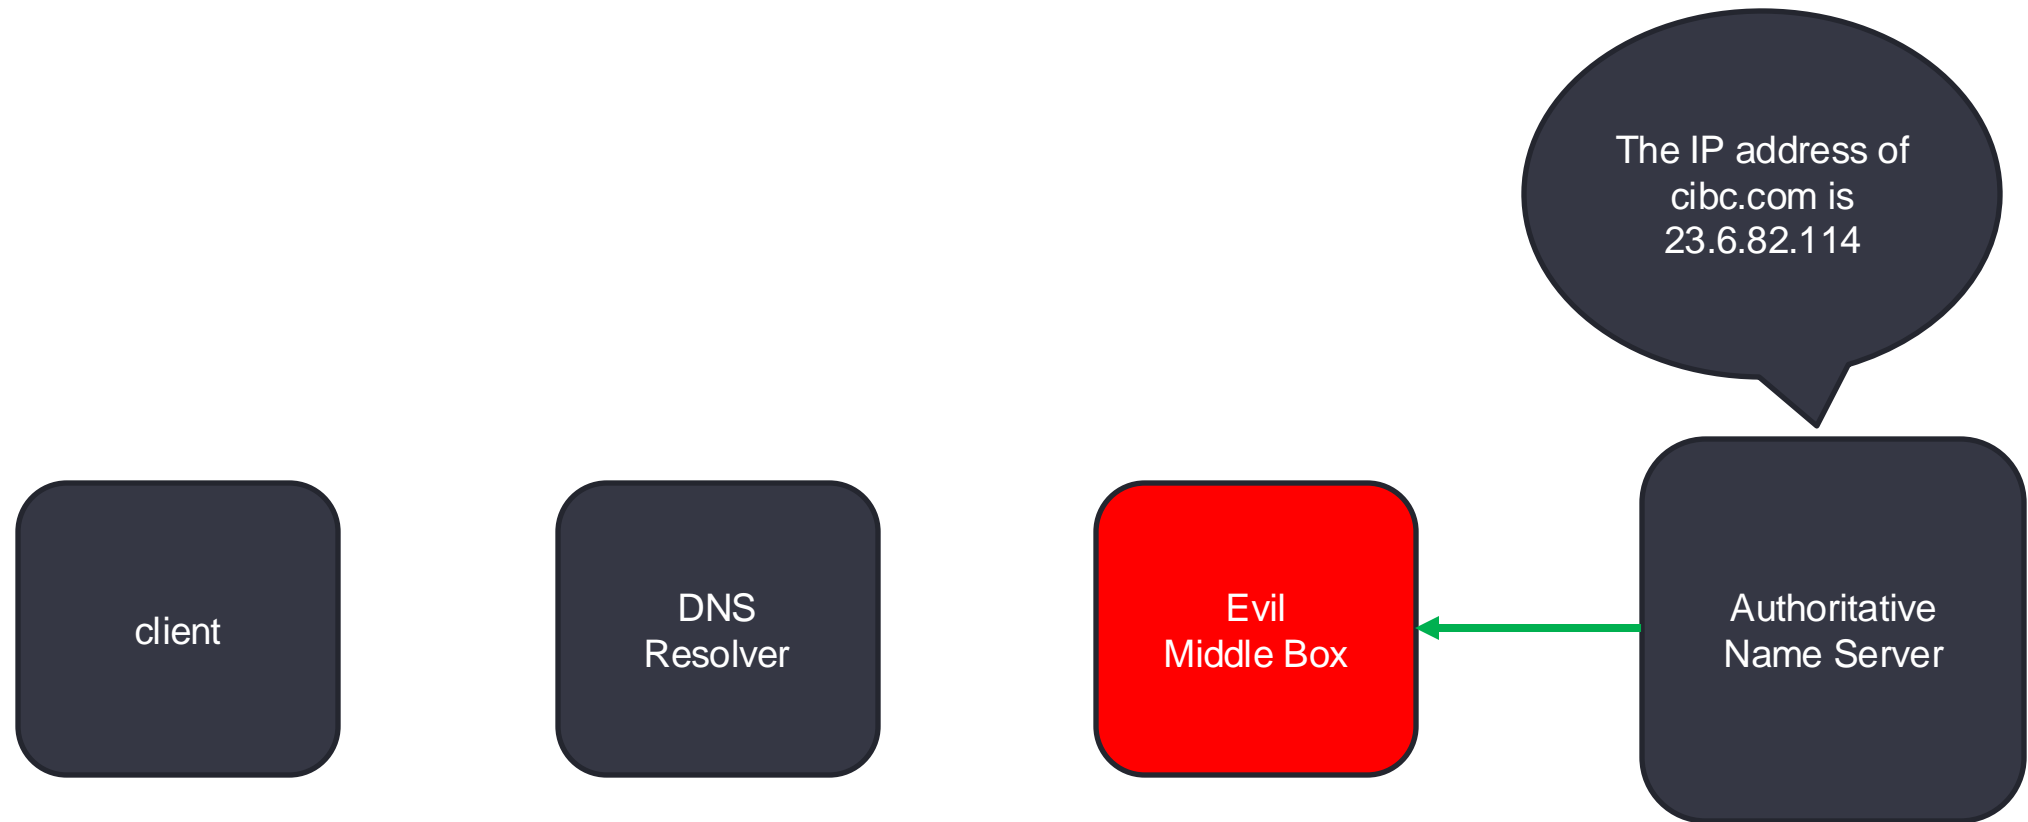 The IP address of
cibc.com is
23.6.82.114
client
DNS
Resolver
Evil
Middle Box
Authoritative
Name Server